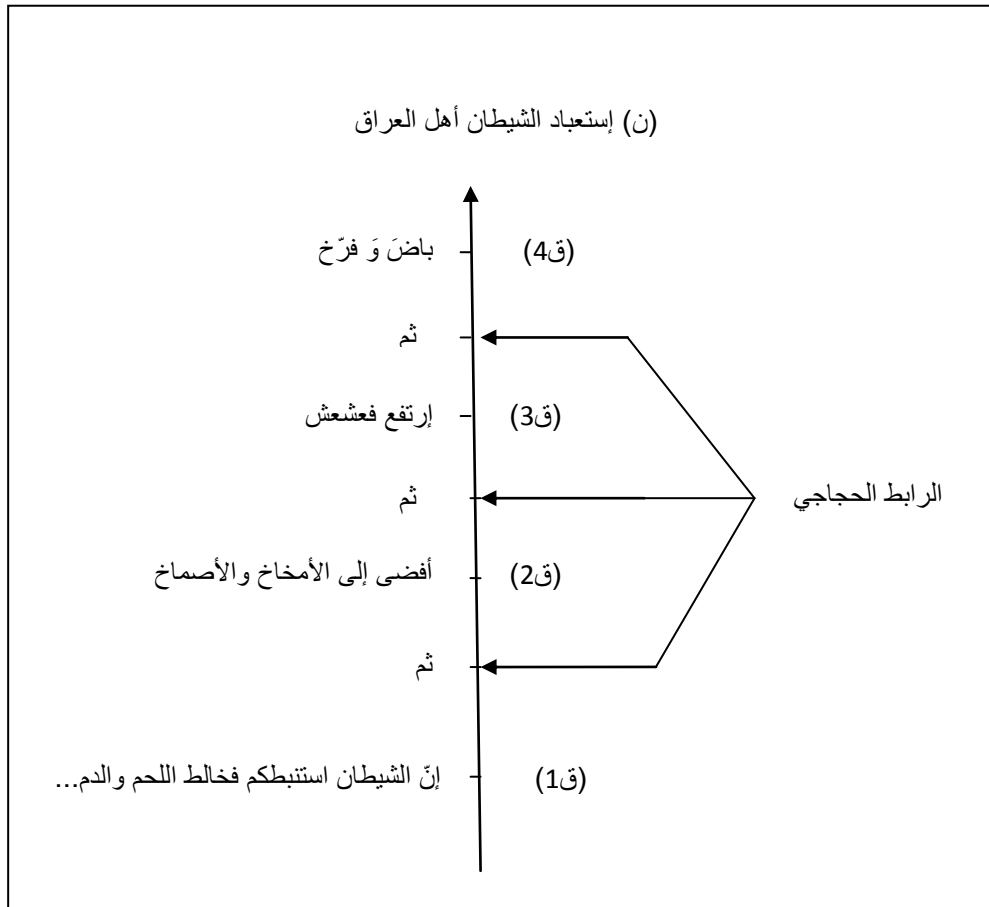 (ن) إستعباد الشيطان أهل العراق
(ق4) باضَ وَ فرّخ
ثم
(ق3) إرتفع فعشعش
ثم
الرابط الحجاجي
(ق2) أفضى إلى الأمخاخ والأصماخ
ثم
(ق1) إنّ الشيطان استنبطكم فخالط اللحم والدم...